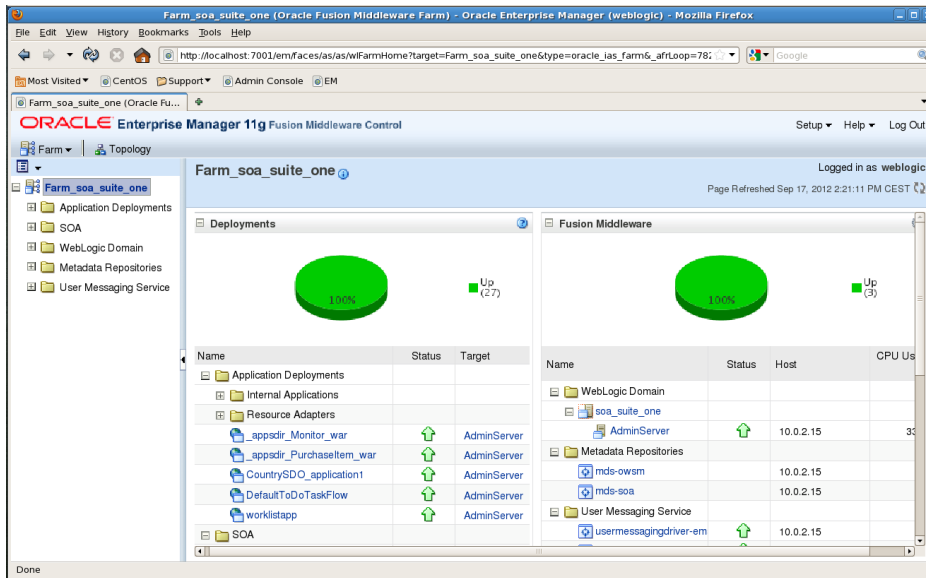 Farm_soa_suite_one (Oracle Fusion Middleware Farm) - Oracle Enterprise Manager (weblogic) - Mozilla Firefox
File Edit View History Bookmarks Tools Help
http://localhost:7001/em/faces/as/as/wlFarmHome?target=Farm_soa_suite_one&type=oracle_ias_farm&_afrLoop=782
Google
Most Visited CentOS Support Admin Console EM
Farm_soa_suite_one (Oracle Fu...
ORACLE Enterprise Manager 11g Fusion Middleware Control
Setup Help Log Out
Farm Topology
Farm_soa_suite_one
Application Deployments
SOA
WebLogic Domain
Metadata Repositories
User Messaging Service
Farm_soa_suite_one
Logged in as weblogic
Page Refreshed Sep 17, 2012 2:21:11 PM CEST
Deployments
100%
Up
(27)
Name Status Target
Application Deployments
Internal Applications
Resource Adapters
_appsdir_Monitor_war AdminServer
_appsdir_PurchaseItem_war AdminServer
CountrySDO_application1 AdminServer
DefaultToDoTaskFlow AdminServer
worklistapp AdminServer
SOA
Fusion Middleware
100%
Up
(3)
Name Status Host CPU Us
WebLogic Domain
soa_suite_one
AdminServer 10.0.2.15 33
Metadata Repositories
mds-owsm 10.0.2.15
mds-soa 10.0.2.15
User Messaging Service
usermessagingdriver-em 10.0.2.15
Done